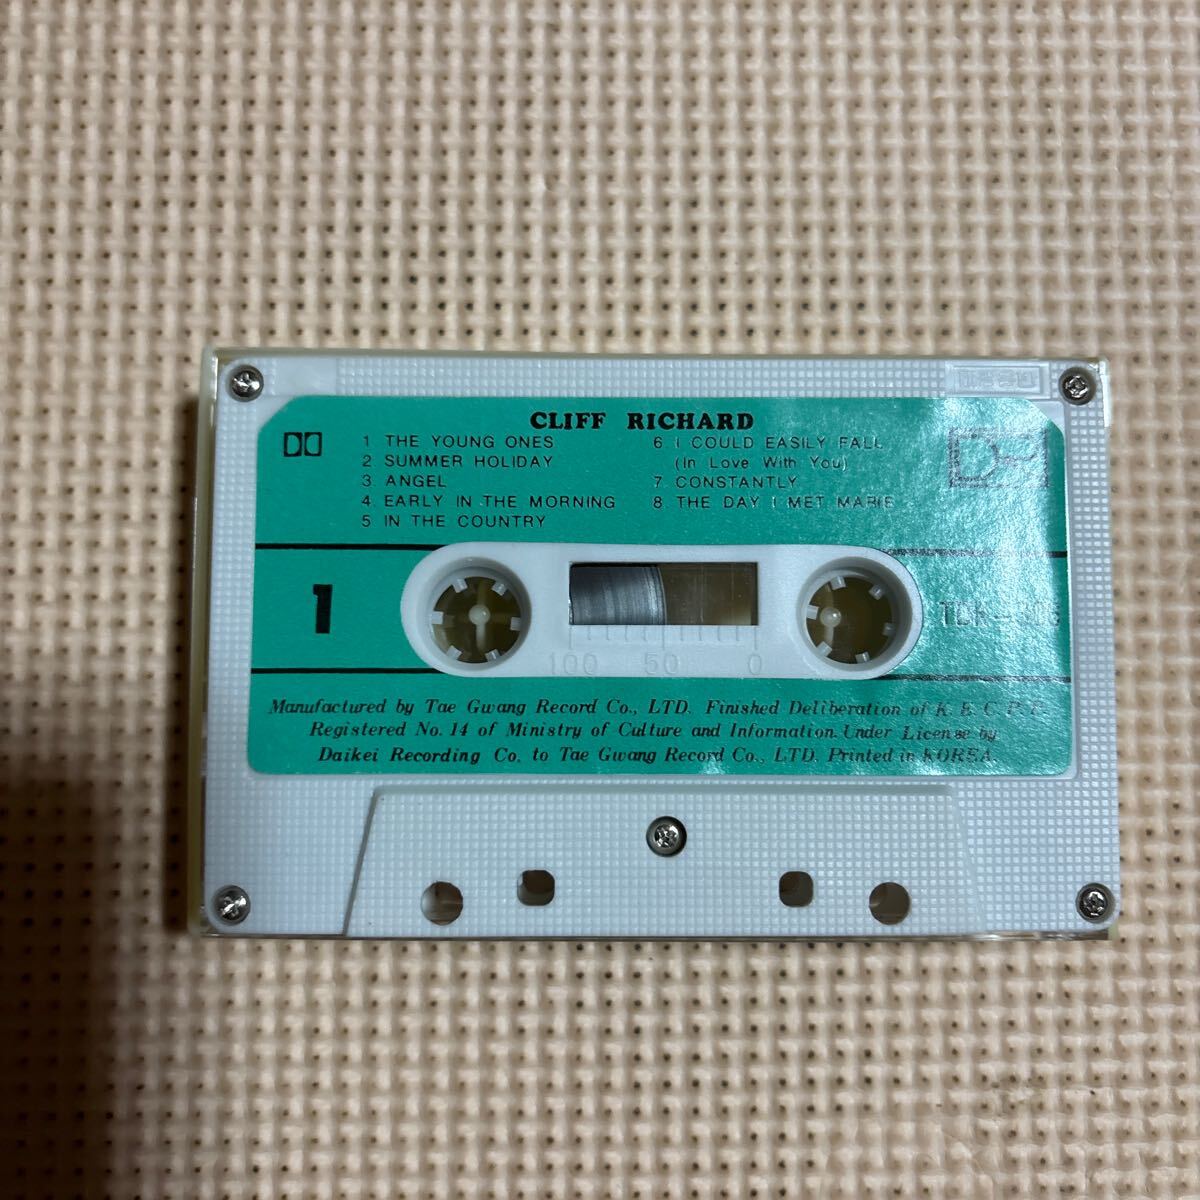 CLIFF RICHARD
1 THE YOUNG ONES
2 SUMMER HOLIDAY
3 ANGEL
4 EARLY IN THE MORNING
5 IN THE COUNTRY
6. I COULD EASILY FALL
(In Love With You)
7 CONSTANTLY
8 THE DAY I MET MARIE
1
100 50 0
Manufactured by Tae Gwang Record Co., LTD. Finished Deliberation of K. E. C. P. P.
Registered No. 14 of Ministry of Culture and Information. Under License by
Daikei Recording Co. to Tae Gwang Record Co., LTD. Printed in KOREA.